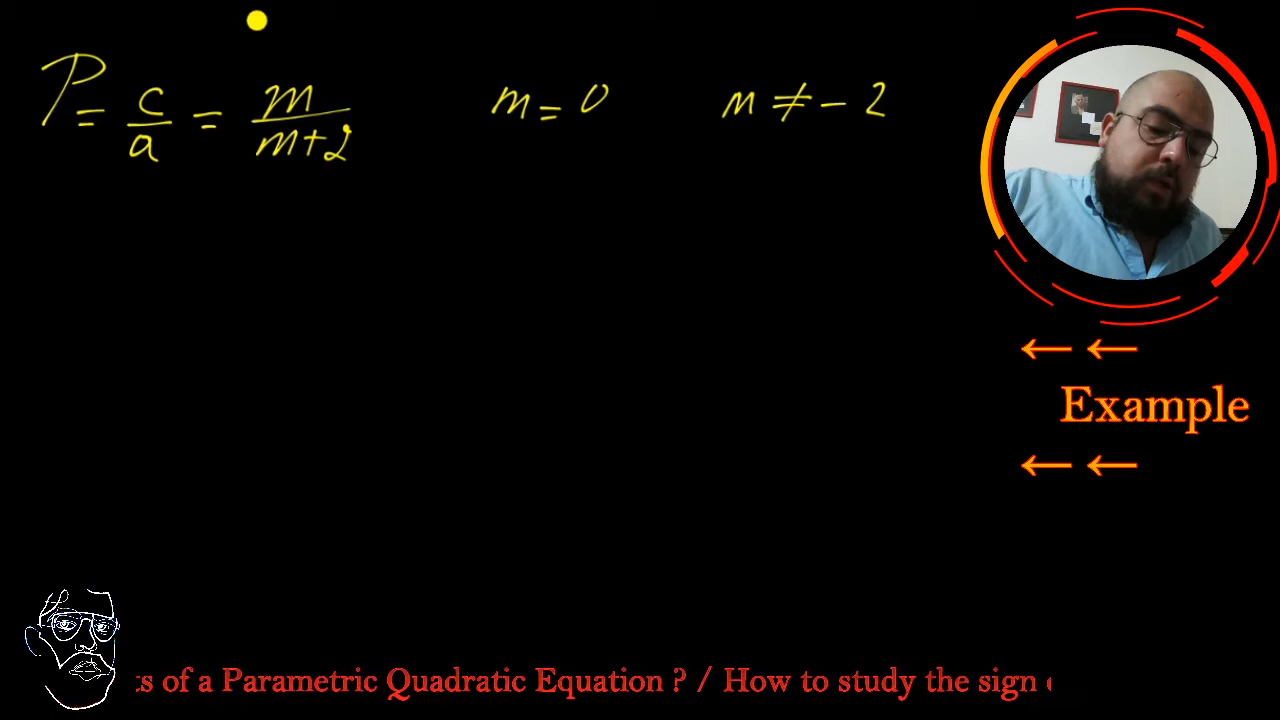 P = c/a = m/(m+2) m = 0 m ≠ - 2
← ←
Example
← ←
of a Parametric Quadratic Equation ? / How to study the sign